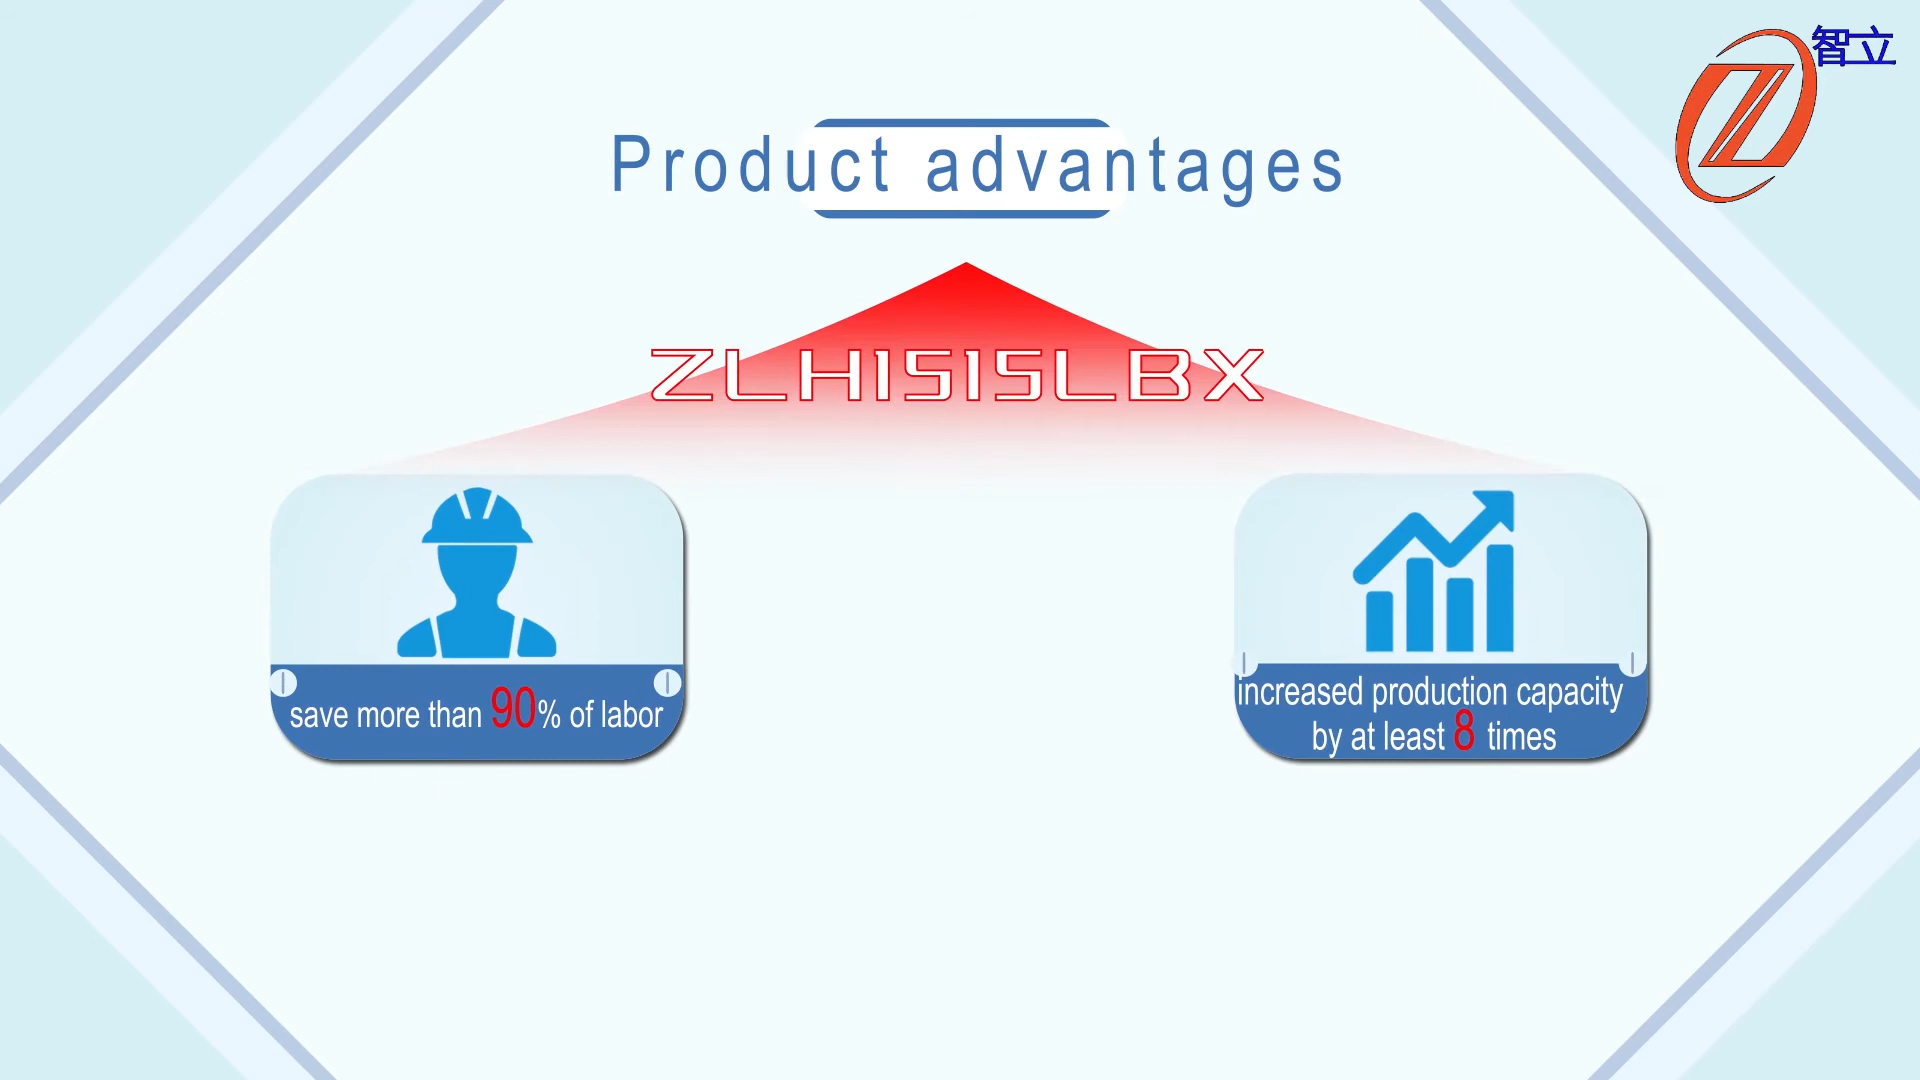 智立
Product advantages
ZLH1515LBX
save more than 90% of labor
increased production capacity
by at least 8 times